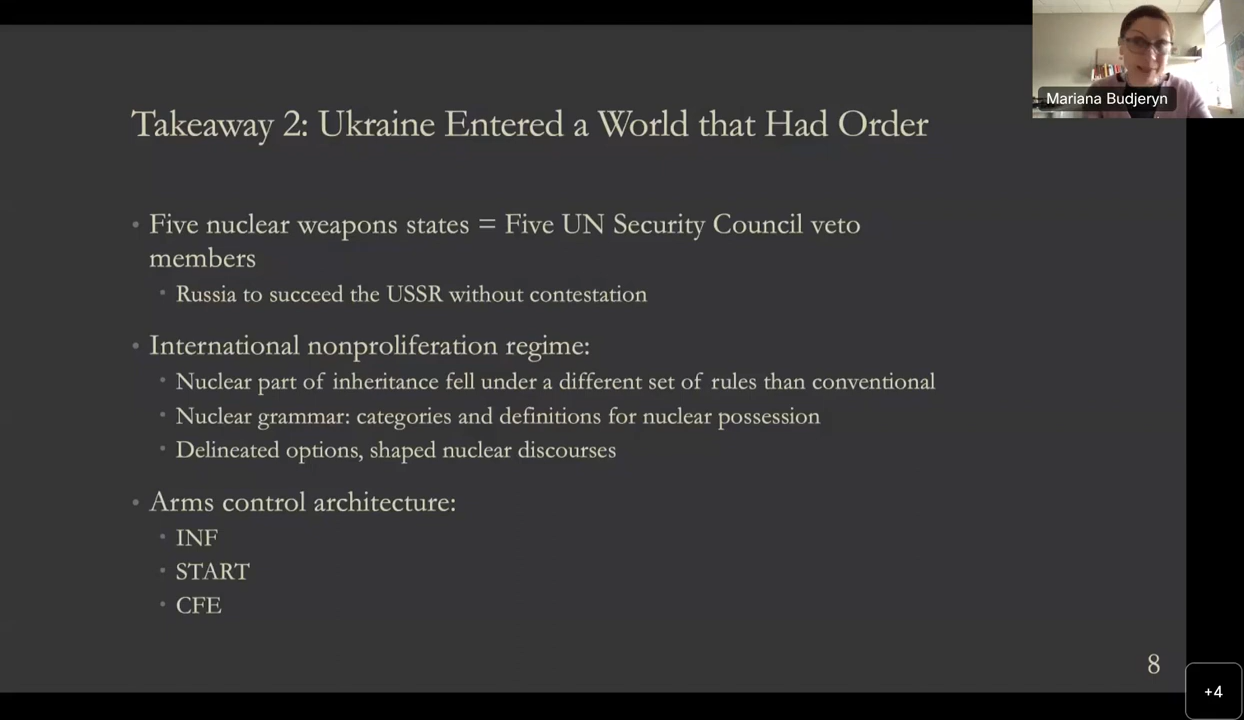 Mariana Budjeryn
Takeaway 2: Ukraine Entered a World that Had Order
• Five nuclear weapons states = Five UN Security Council veto
members
• Russia to succeed the USSR without contestation
• International nonproliferation regime:
• Nuclear part of inheritance fell under a different set of rules than conventional
• Nuclear grammar: categories and definitions for nuclear possession
• Delineated options, shaped nuclear discourses
• Arms control architecture:
• INF
• START
• CFE
8
+4